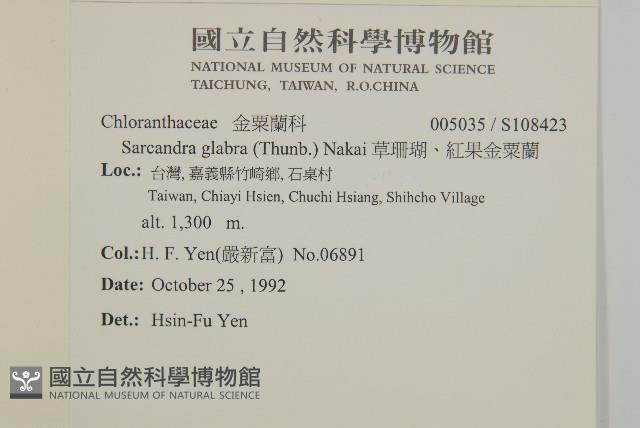 國立自然科學博物館
NATIONAL MUSEUM OF NATURAL SCIENCE
TAICHUNG, TAIWAN, R.O.CHINA
Chloranthaceae 金粟蘭科 005035 / S108423
Sarcandra glabra (Thunb.) Nakai 草珊瑚、紅果金粟蘭
Loc.: 台灣, 嘉義縣竹崎鄉, 石桌村
Taiwan, Chiayi Hsien, Chuchi Hsiang, Shihcho Village
alt. 1,300 m.
Col.: H. F. Yen(嚴新富) No.06891
Date: October 25 , 1992
Det.: Hsin-Fu Yen
國立自然科學博物館
NATIONAL MUSEUM OF NATURAL SCIENCE